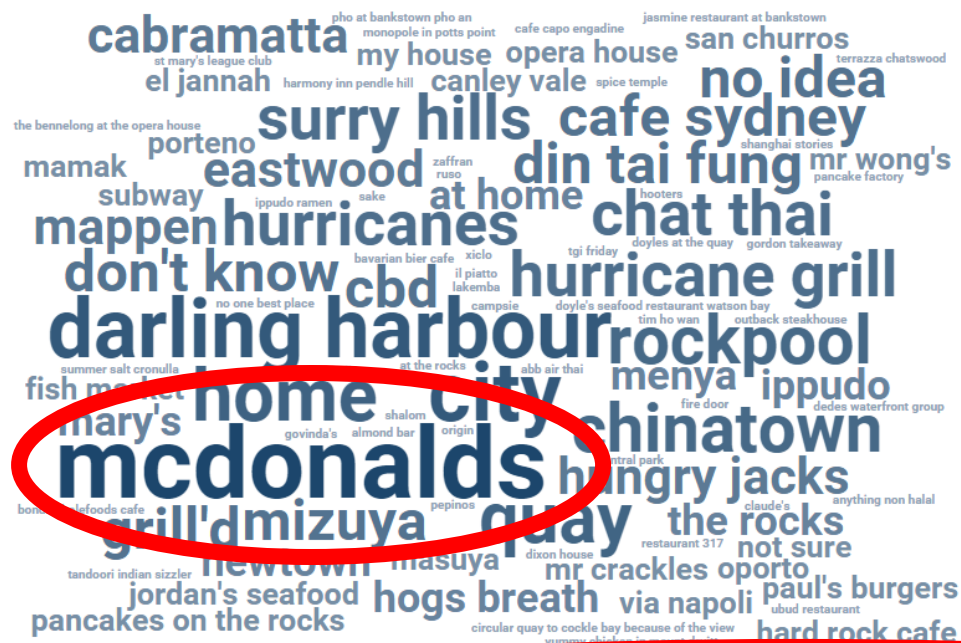 pho at bankstown pho an
jasmine restaurant at bankstown
cabramatta
monopole in potts point
cafe capo engadine
my house
opera house
san churros
st mary's league club
terrazza chatswood
el jannah
harmony inn pendle hill
canley vale
spice temple
no idea
surry hills
cafe sydney
the bennelong at the opera house
porteno
shanghai stories
mamak
eastwood
zaffran
ruso
din tai fung
mr wong's
pancake factory
subway
ippudo ramen
sake
at home
hooters
mappen
hurricanes
chat thai
tgi friday
doyles at the quay
gordon takeaway
don't know
bavarian bier cafe
xiclo
cbd
il piatto
lakemba
hurricane grill
no one best place
campsie
doyle's seafood restaurant watson bay
darling harbour
tim ho wan
outback steakhouse
rockpool
summer salt cronulla
at the rocks
abb air thai
fish market
home
city
menya
ippudo
mary's
shalom
fire door
dedes waterfront group
govinda's
almond bar
origin
chinatown
mcdonalds
hungry jacks
pepinos
claude's
anything non halal
grill'd
mizuya
quay
the rocks
restaurant 317
not sure
newtown
masuya
dixon house
tandoori indian sizzler
mr crackles
oporto
jordan's seafood
hogs breath
via napoli
paul's burgers
ubud restaurant
pancakes on the rocks
circular quay to cockle bay because of the view
hard rock cafe